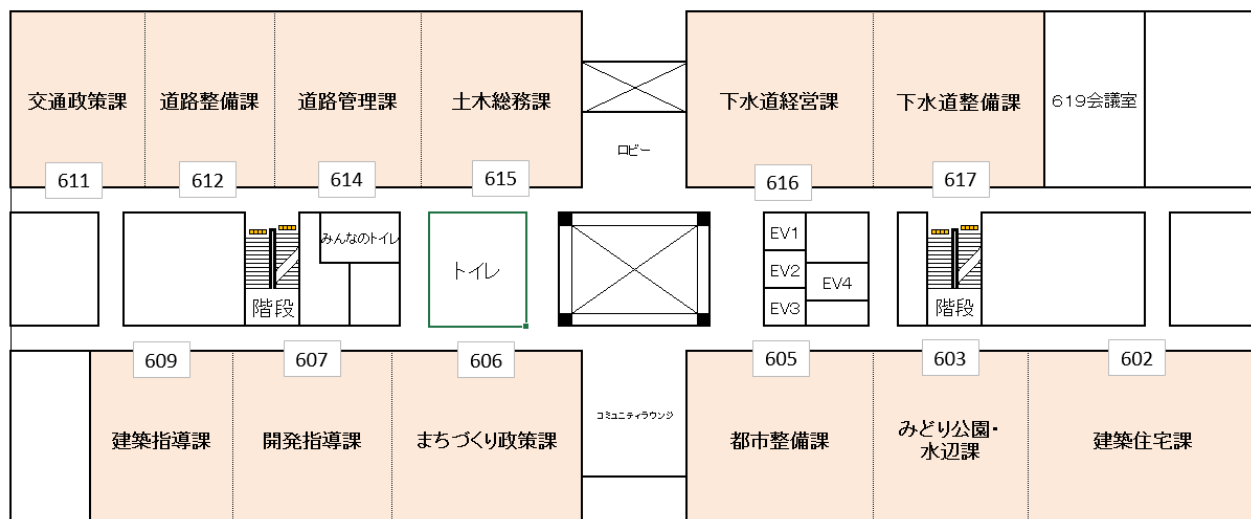 交通政策課
道路整備課
道路管理課
土木総務課
下水道経営課
下水道整備課
619会議室
ロビー
611
612
614
615
616
617
みんなのトイレ
トイレ
階段
EV1
EV2
EV3
EV4
階段
609
607
606
605
603
602
建築指導課
開発指導課
まちづくり政策課
コミュニティラウンジ
都市整備課
みどり公園・
水辺課
建築住宅課